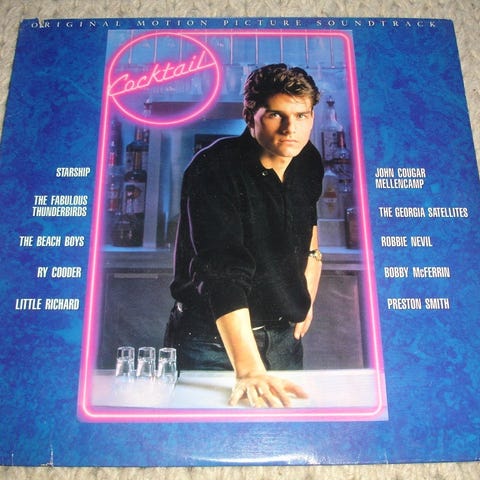 ORIGINAL MOTION PICTURE SOUNDTRACK
Cocktail
STARSHIP
THE FABULOUS
THUNDERBIRDS
THE BEACH BOYS
RY COODER
LITTLE RICHARD
JOHN COUGAR
MELLENCAMP
THE GEORGIA SATELLITES
ROBBIE NEVIL
BOBBY McFERRIN
PRESTON SMITH